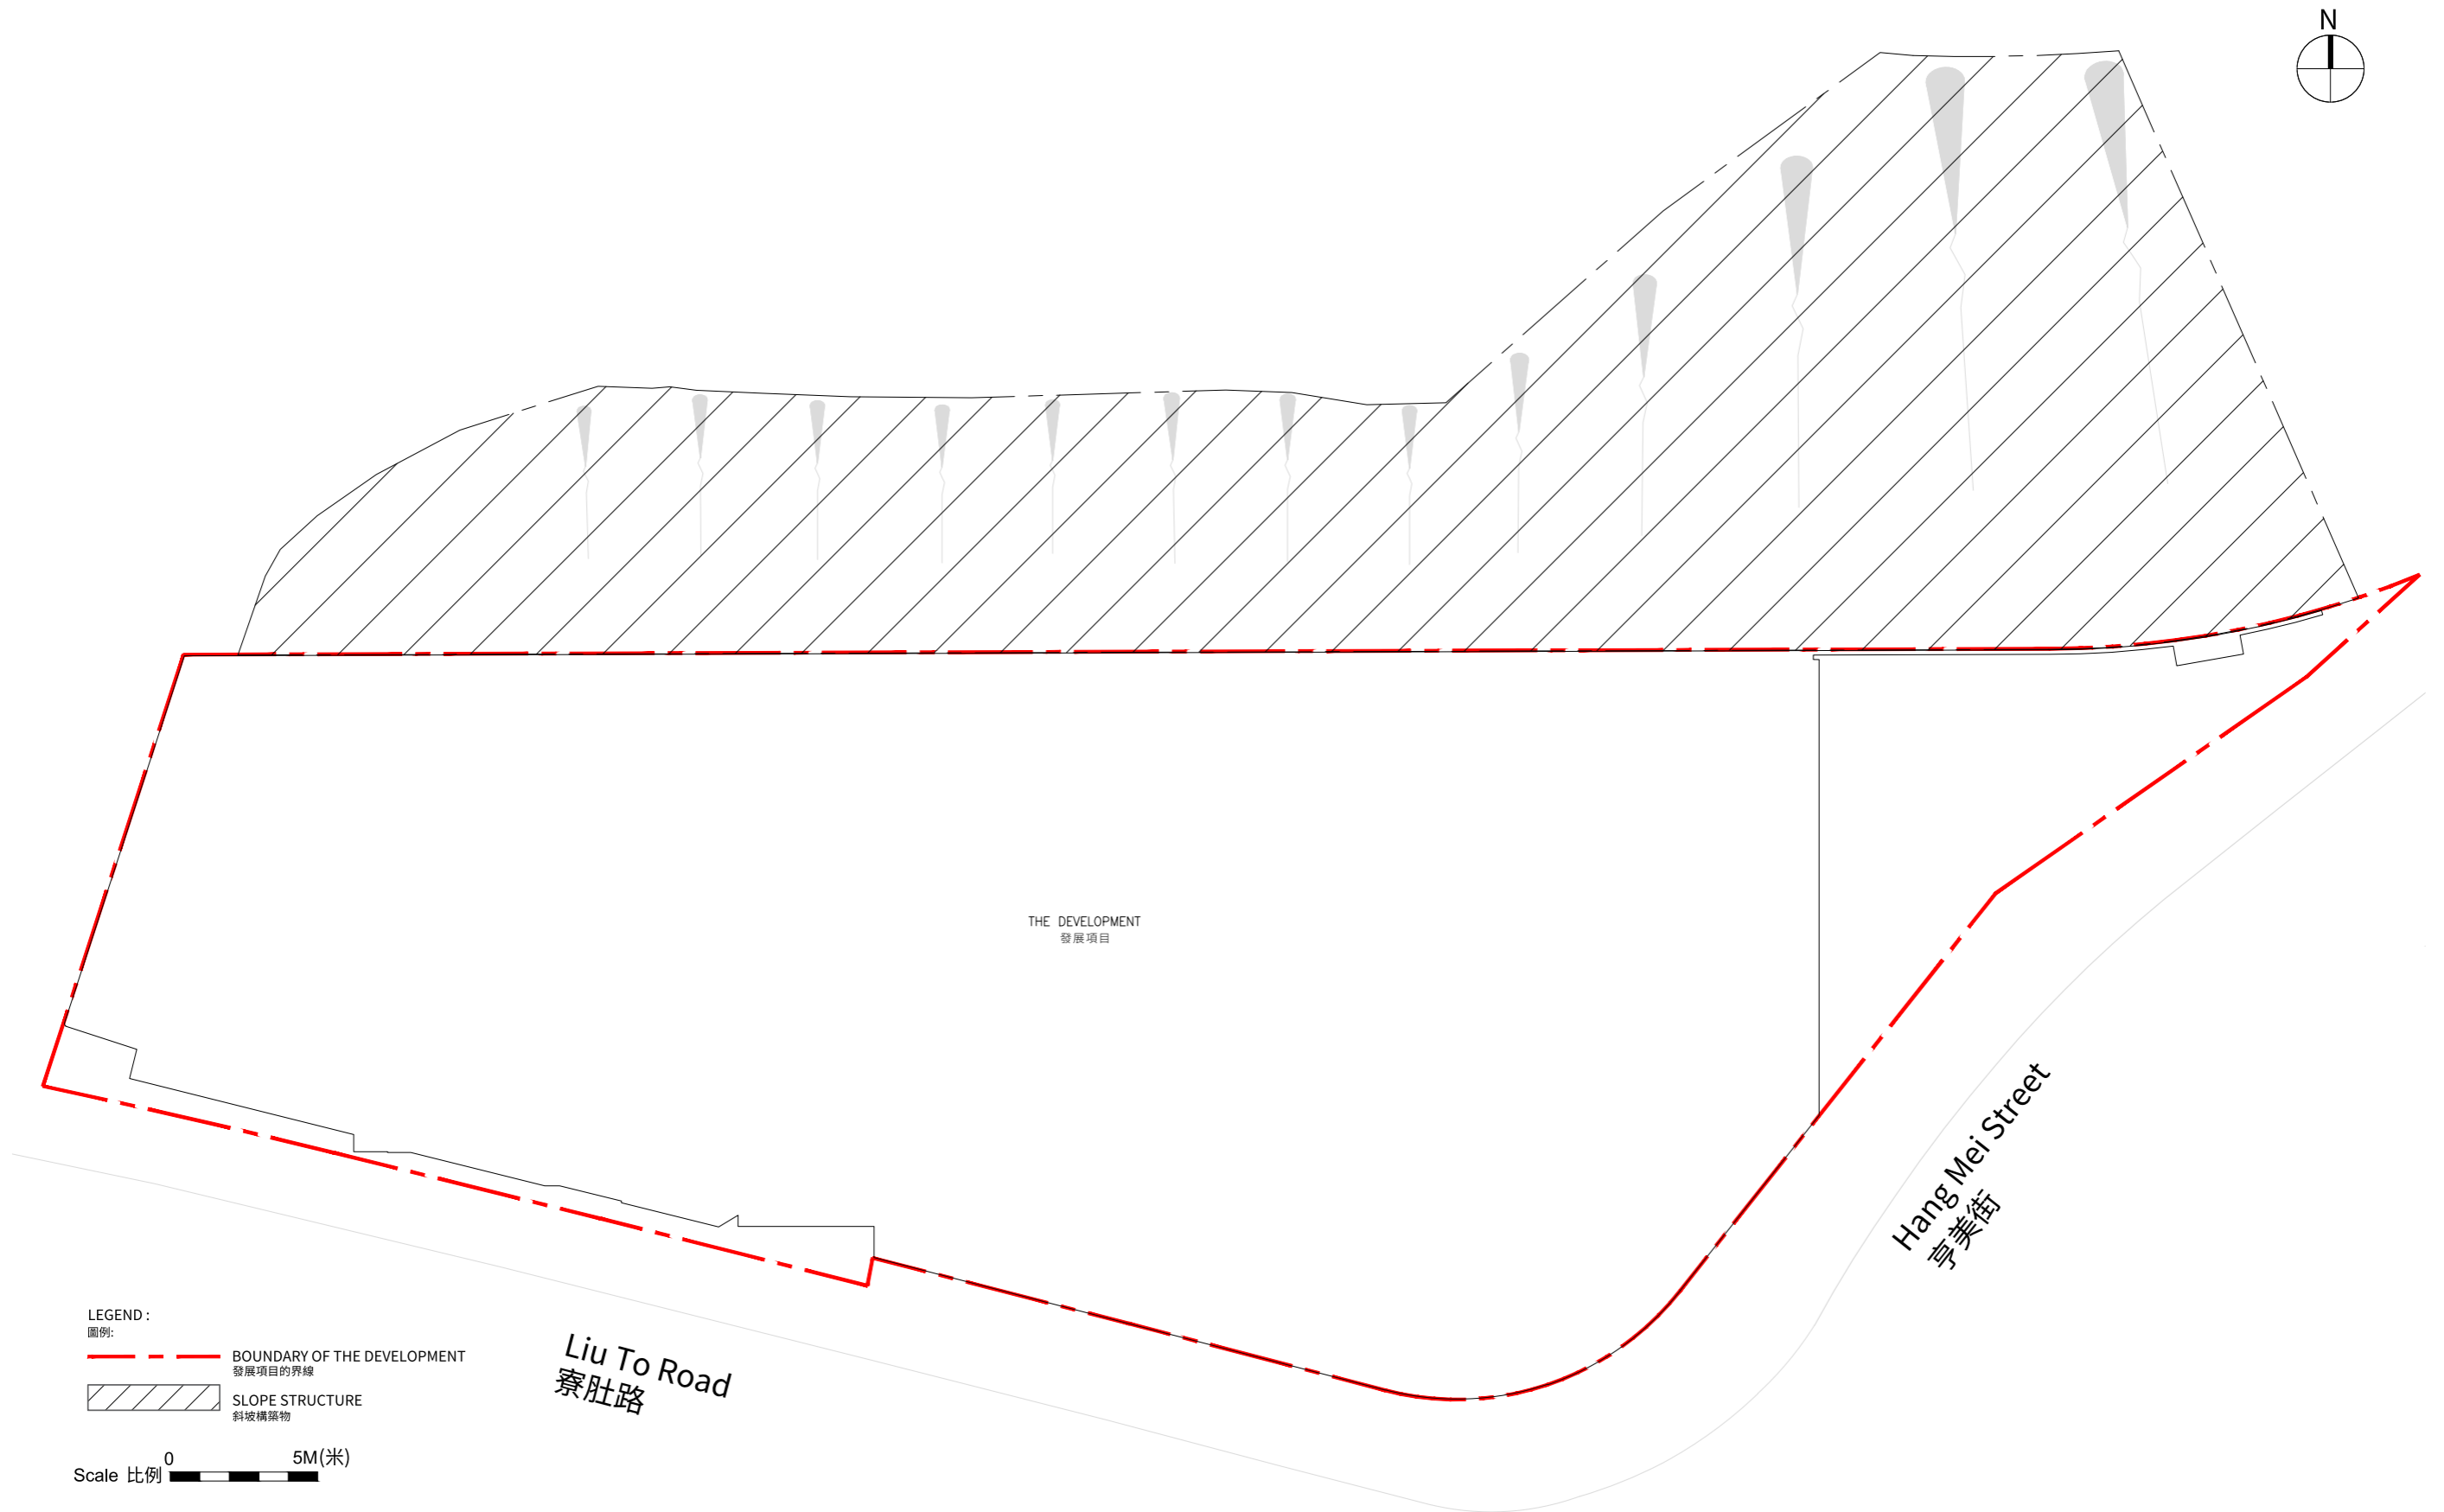 N
THE DEVELOPMENT
發展項目
Hang Mei Street
亨美街
Liu To Road
寮肚路
LEGEND :
圖例:
BOUNDARY OF THE DEVELOPMENT
發展項目的界線
SLOPE STRUCTURE
斜坡構築物
0 5M(米)
Scale 比例